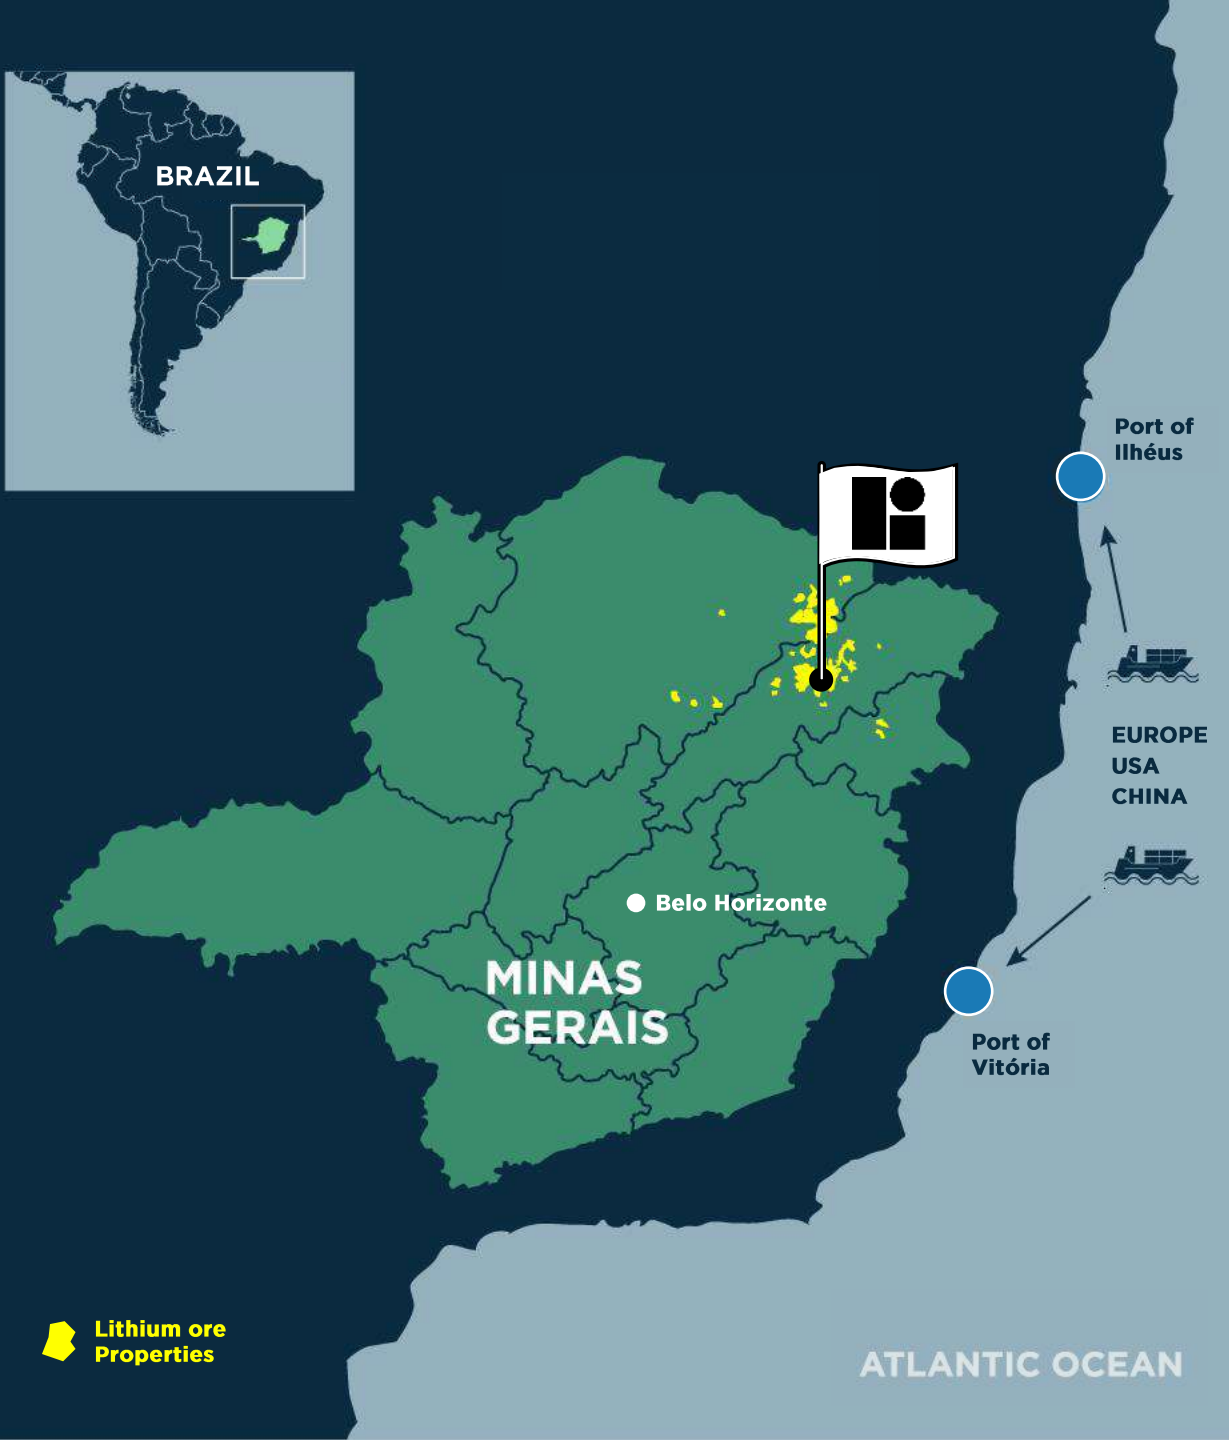 BRAZIL
Port of
Ilhéus
EUROPE
USA
CHINA
Belo Horizonte
MINAS
GERAIS
Port of
Vitória
Lithium ore
Properties
ATLANTIC OCEAN